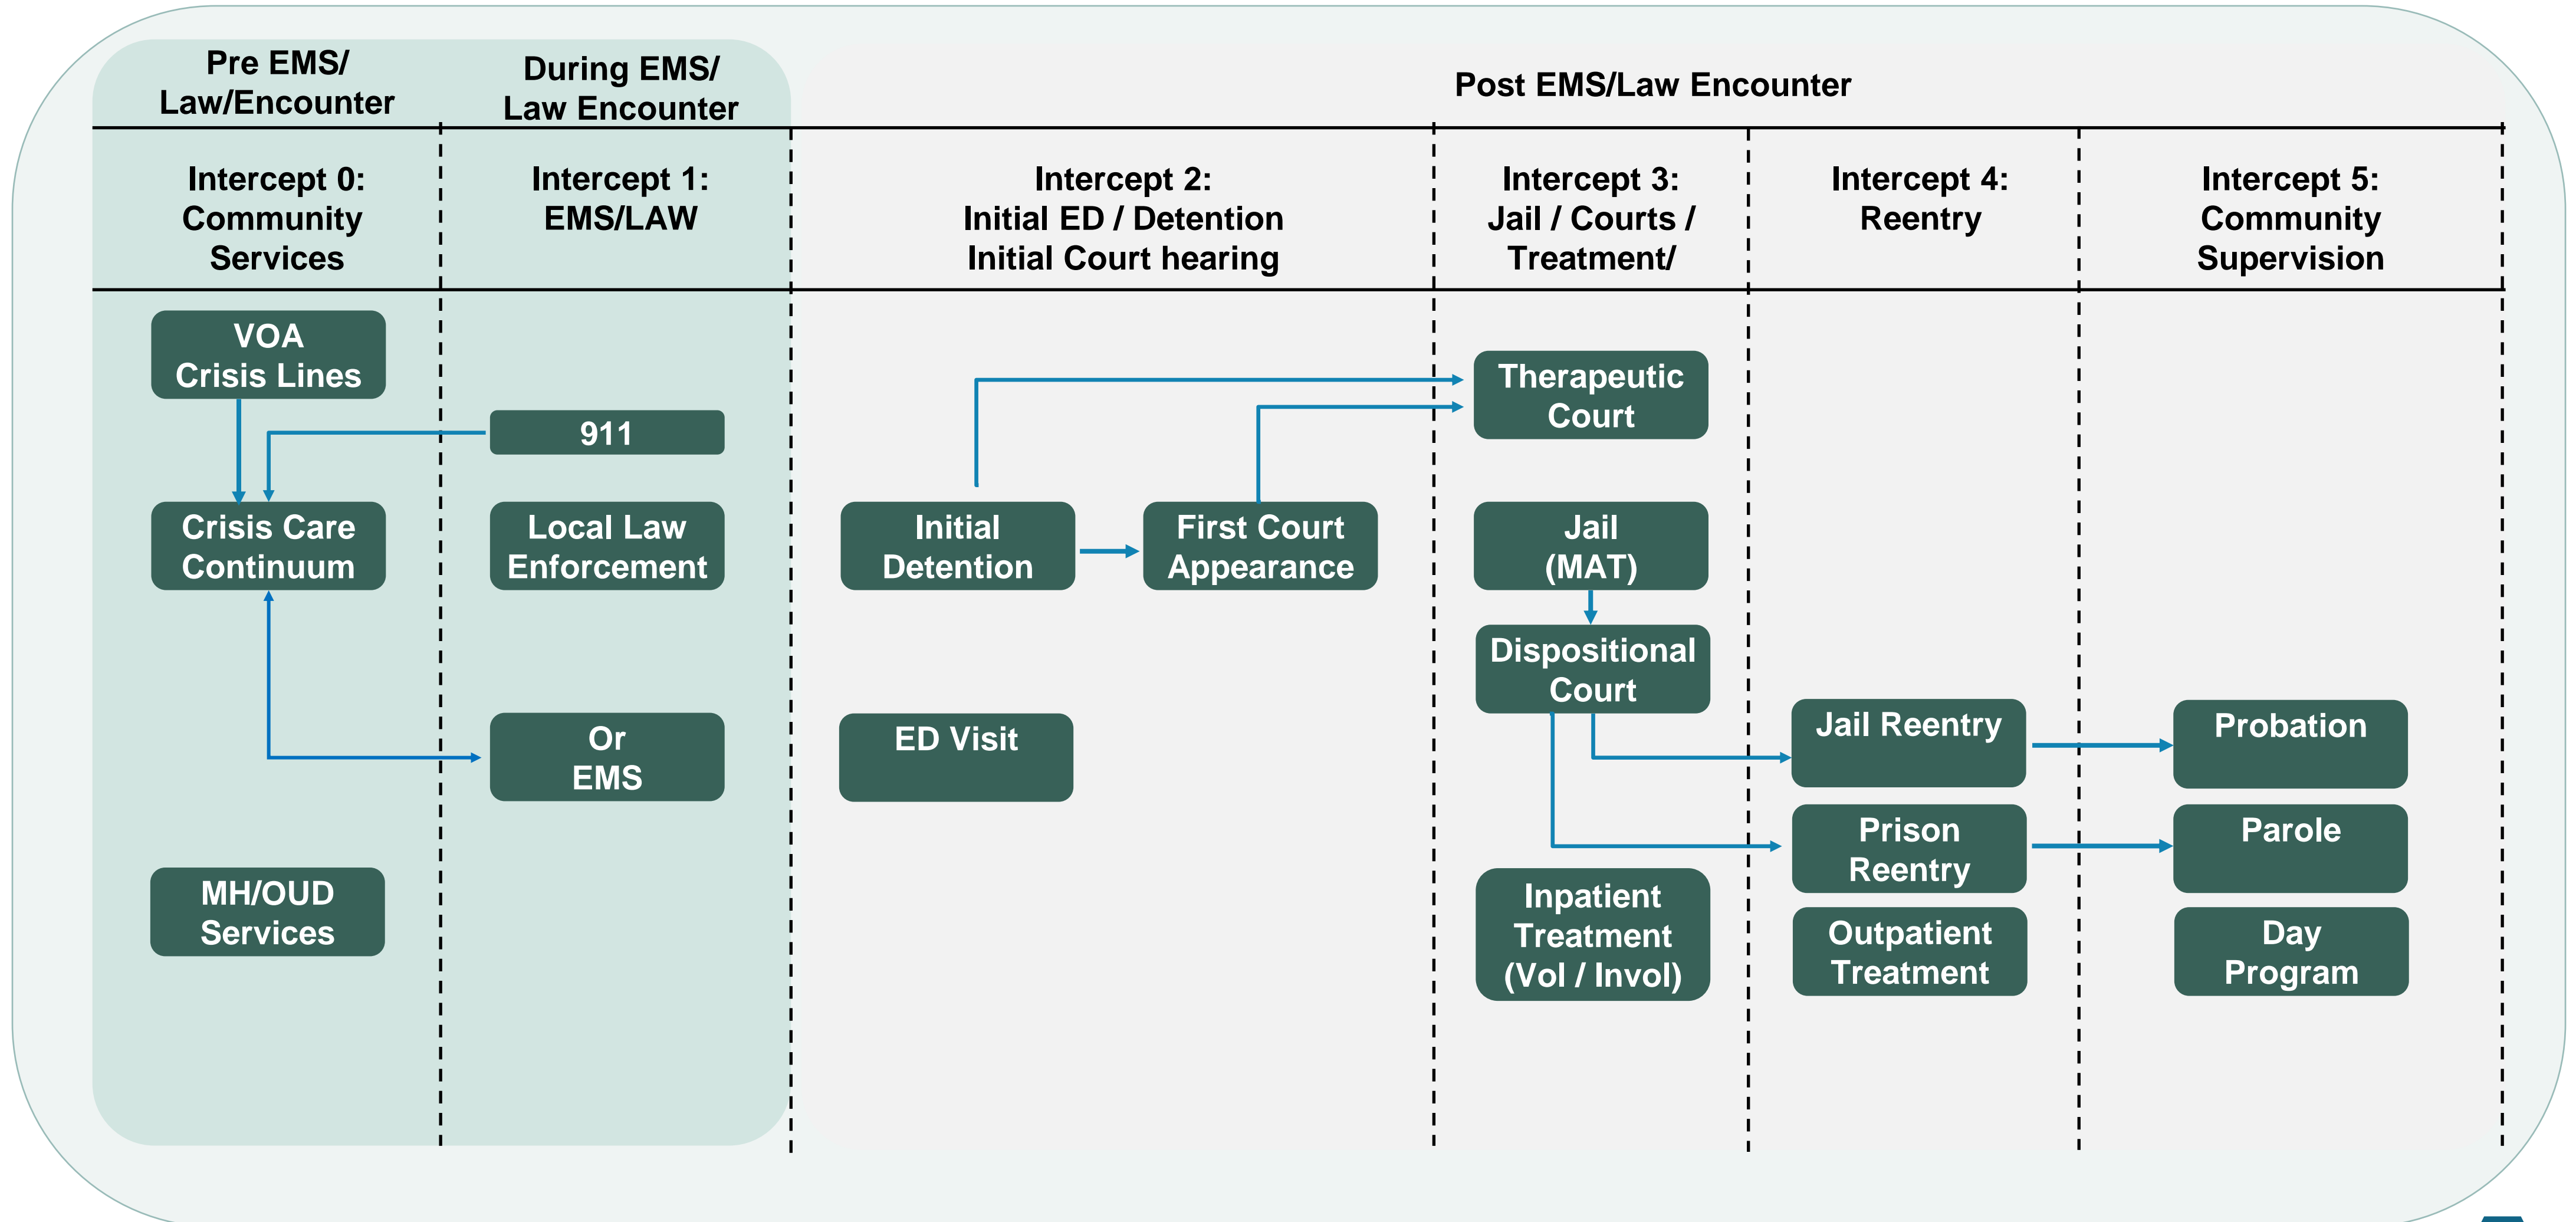 Pre EMS/
Law/Encounter
During EMS/
Law Encounter
Post EMS/Law Encounter
Intercept 0:
Community
Services
Intercept 1:
EMS/LAW
Intercept 2:
Initial ED / Detention
Initial Court hearing
Intercept 3:
Jail / Courts /
Treatment/
Intercept 4:
Reentry
Intercept 5:
Community
Supervision
VOA
Crisis Lines
Crisis Care
Continuum
MH/OUD
Services
911
Local Law
Enforcement
Or
EMS
Initial
Detention
First Court
Appearance
ED Visit
Therapeutic
Court
Jail
(MAT)
Dispositional
Court
Inpatient
Treatment
(Vol / Invol)
Jail Reentry
Prison
Reentry
Outpatient
Treatment
Probation
Parole
Day
Program